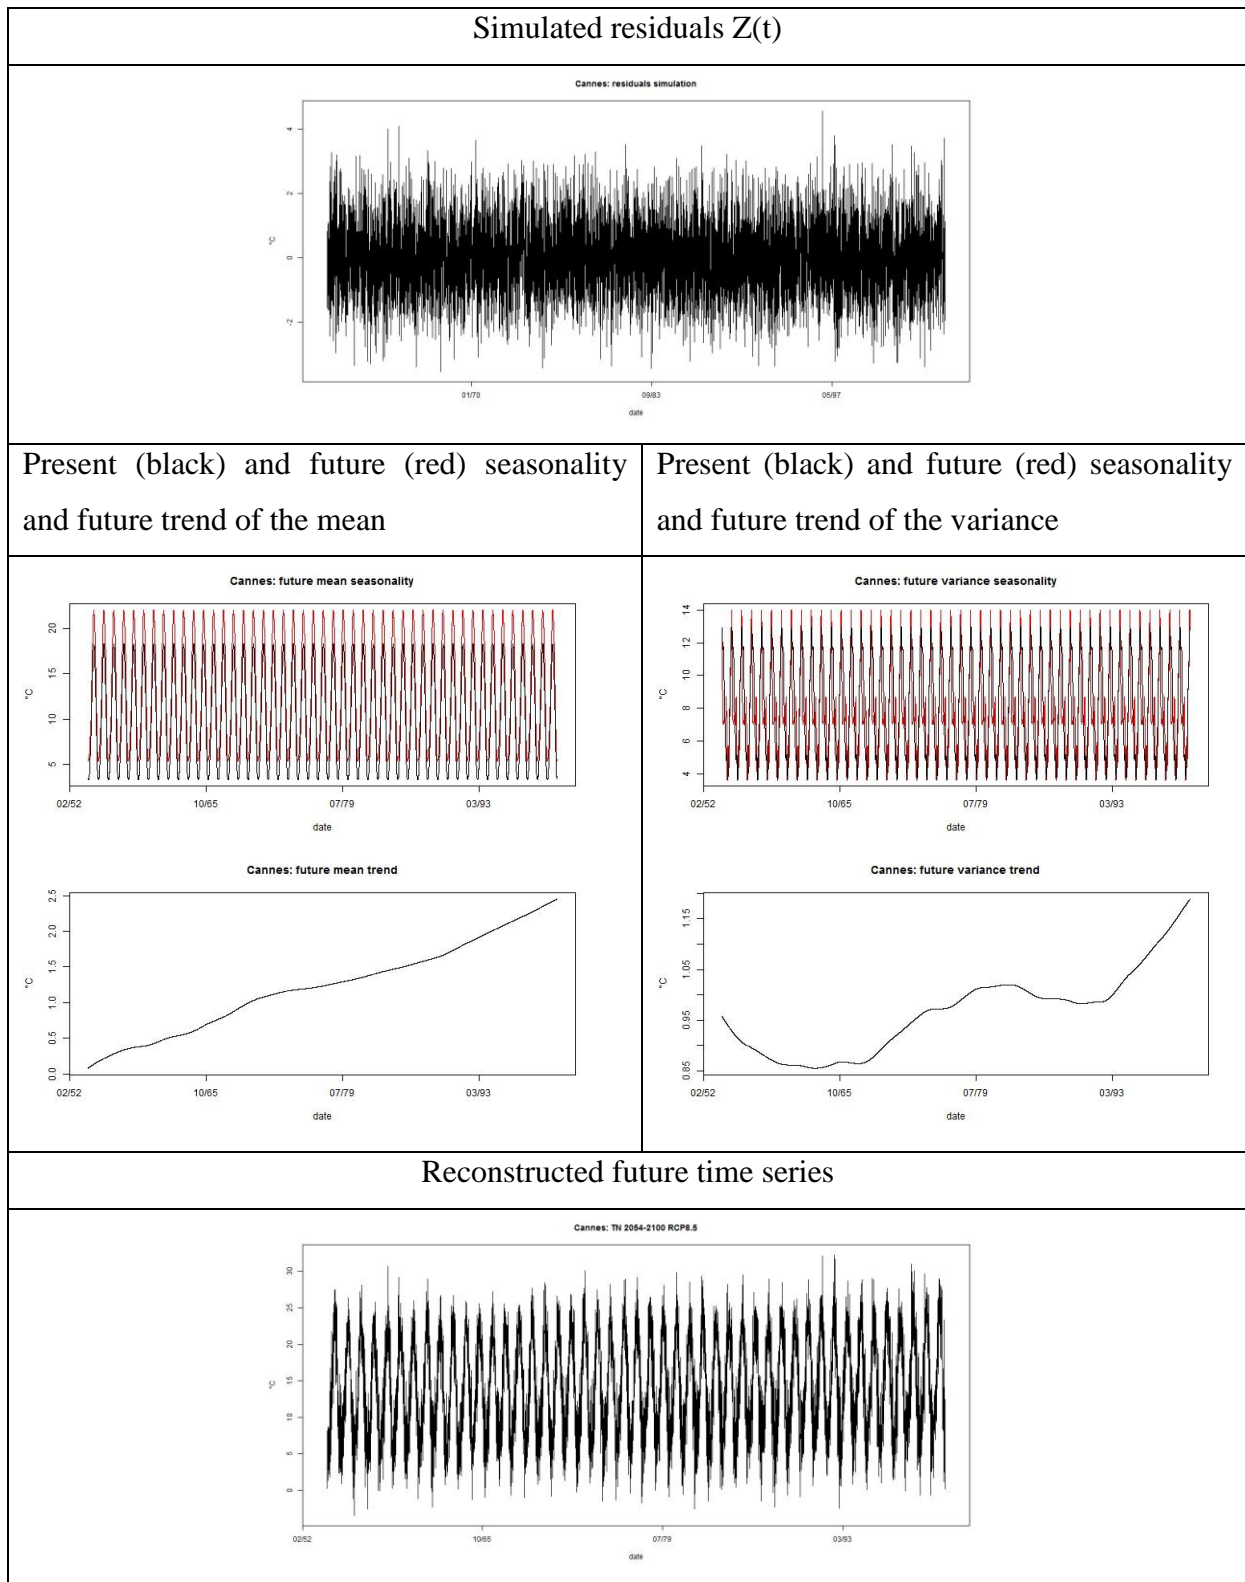 Simulated residuals Z(t)
Cannes: residuals simulation
4
2
0
-2
°C
01/70 09/83 05/97
date
Present (black) and future (red) seasonality
and future trend of the mean
Present (black) and future (red) seasonality
and future trend of the variance
Cannes: future mean seasonality
20
15
10
5
°C
02/52 10/65 07/79 03/93
date
Cannes: future variance seasonality
14
12
10
8
6
4
°C
02/52 10/65 07/79 03/93
date
Cannes: future mean trend
2.5
2.0
1.5
1.0
0.5
0.0
°C
02/52 10/65 07/79 03/93
date
Cannes: future variance trend
1.15
1.05
0.95
0.85
°C
02/52 10/65 07/79 03/93
date
Reconstructed future time series
Cannes: TN 2054-2100 RCP8.5
30
25
20
15
10
5
0
°C
02/52 10/65 07/79 03/93
date